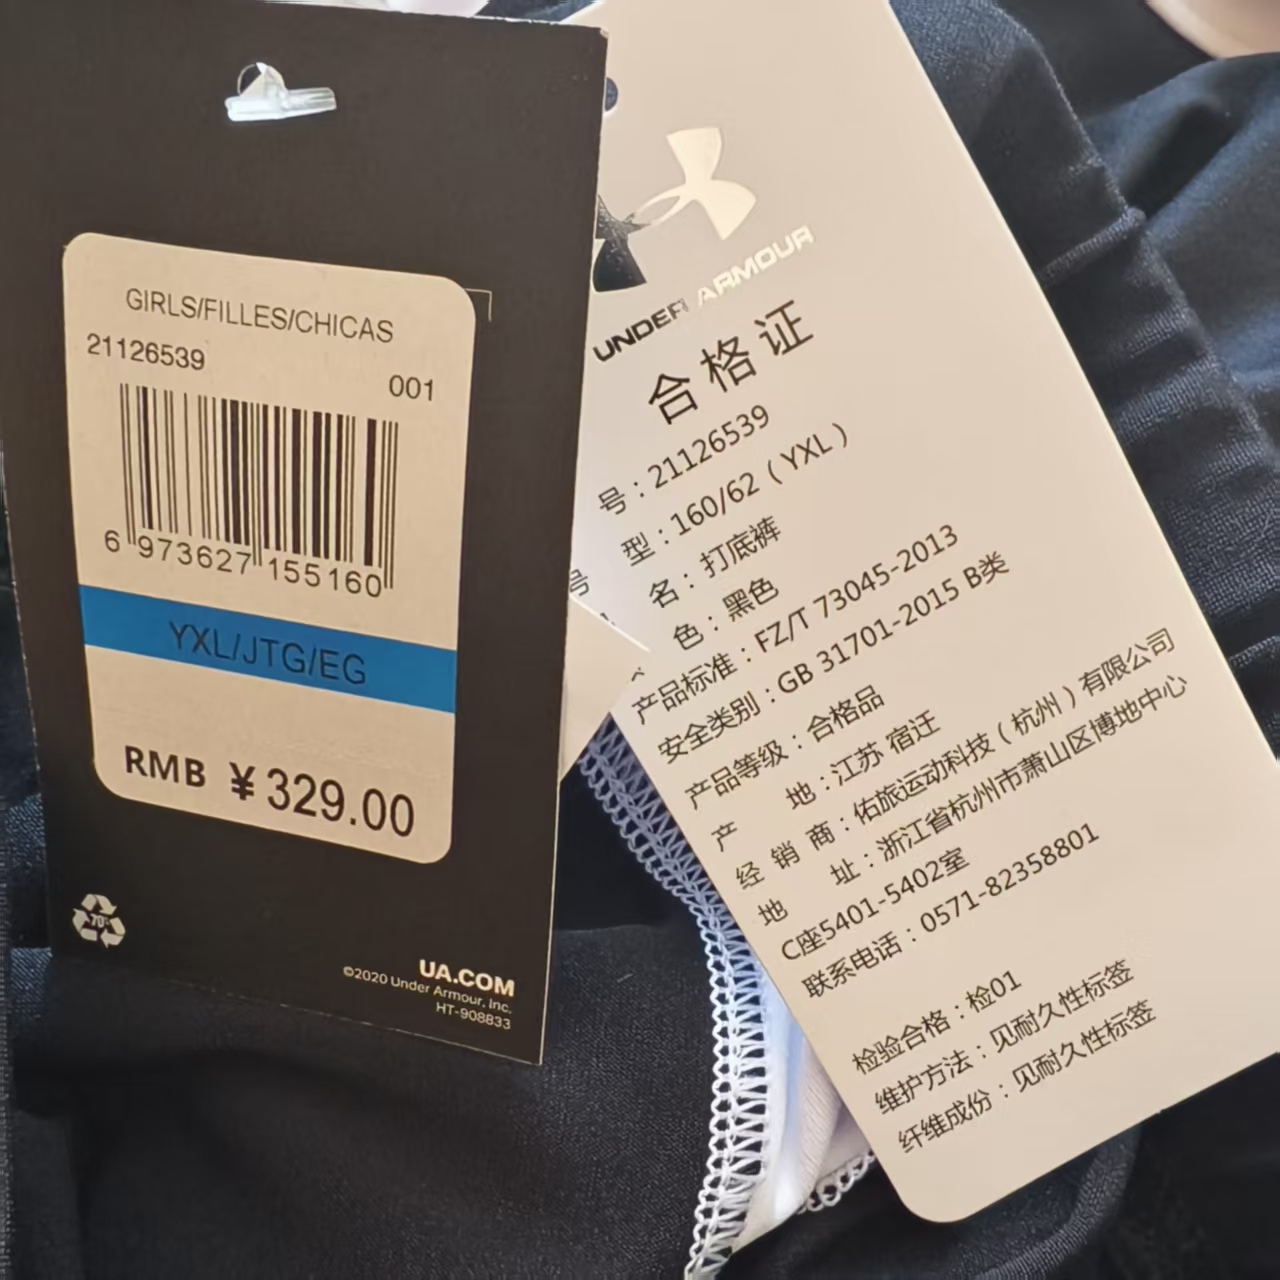 GIRLS/FILLES/CHICAS
21126539
001
6 973627 155160
YXL/JTG/EG
RMB ¥329.00
70
UA.COM
©2020 Under Armour, Inc.
HT-908833
UNDER ARMOUR
合格证
号：21126539
号 型：160/62（YXL）
名：打底裤
色：黑色
产品标准：FZ/T 73045-2013
安全类别：GB 31701-2015 B类
产品等级：合格品
产 地：江苏 宿迁
经 销 商：佑旅运动科技（杭州）有限公司
地 址：浙江省杭州市萧山区博地中心
C座5401-5402室
联系电话：0571-82358801
检验合格：检01
维护方法：见耐久性标签
纤维成份：见耐久性标签